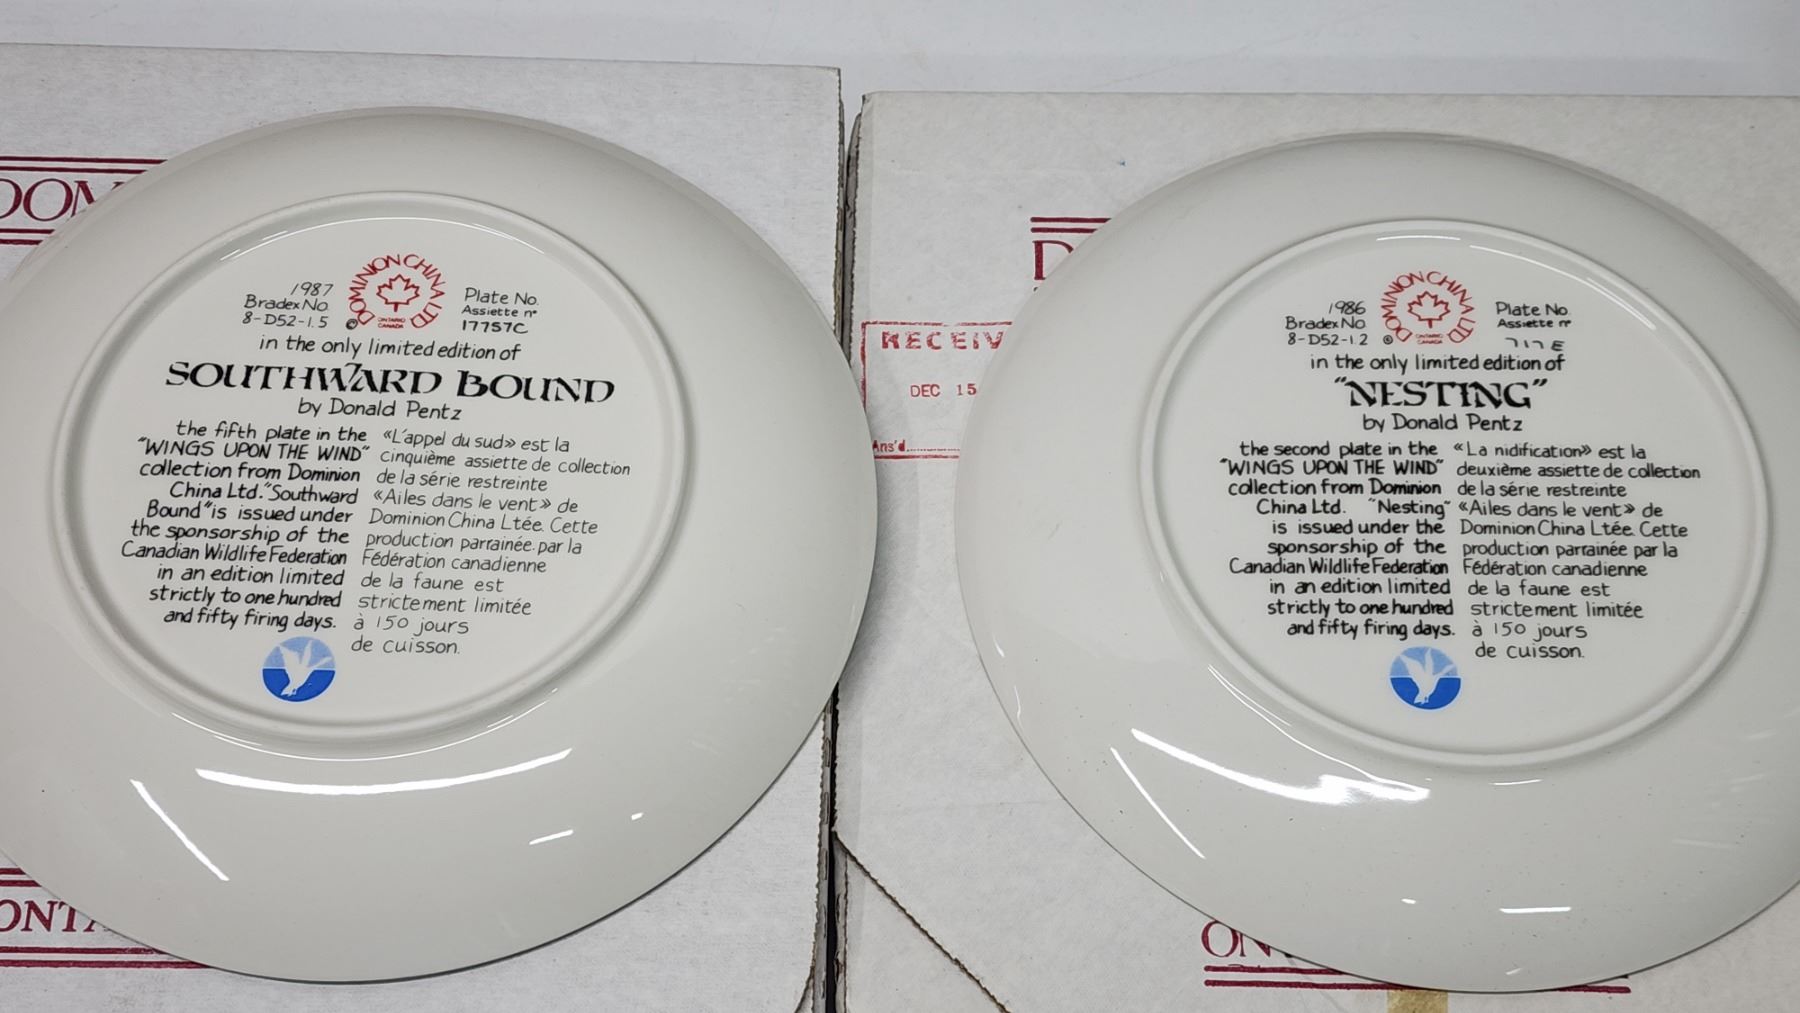 DOM
1987
Bradex No.
8-D52-1.5
DOMINION CHINA LTD
ONTARIO
CANADA
©
Plate No.
Assiette nº
17757C
in the only limited edition of
SOUTHWARD BOUND
by Donald Pentz
the fifth plate in the
"WINGS UPON THE WIND"
collection from Dominion
China Ltd. "Southward
Bound" is issued under
the sponsorship of the
Canadian Wildlife Federation
in an edition limited
strictly to one hundred
and fifty firing days.
«L'appel du sud» est la
cinquième assiette de collection
de la série restreinte
«Ailes dans le vent» de
Dominion China Ltée. Cette
production parrainée par la
Fédération canadienne
de la faune est
strictement limitée
à 150 jours
de cuisson.
ONTA
D
RECEIV
DEC 15
Ans'd
1986
Bradex No.
8-D52-1.2
DOMINION CHINA LTD
ONTARIO
CANADA
©
Plate No.
Assiette nº
717E
in the only limited edition of
"NESTING"
by Donald Pentz
the second plate in the
"WINGS UPON THE WIND"
collection from Dominion
China Ltd. "Nesting"
is issued under the
sponsorship of the
Canadian Wildlife Federation
in an edition limited
strictly to one hundred
and fifty firing days.
«La nidification» est la
deuxième assiette de collection
de la série restreinte
«Ailes dans le vent» de
Dominion China Ltée. Cette
production parrainée par la
Fédération canadienne
de la faune est
strictement limitée
à 150 jours
de cuisson.
ON